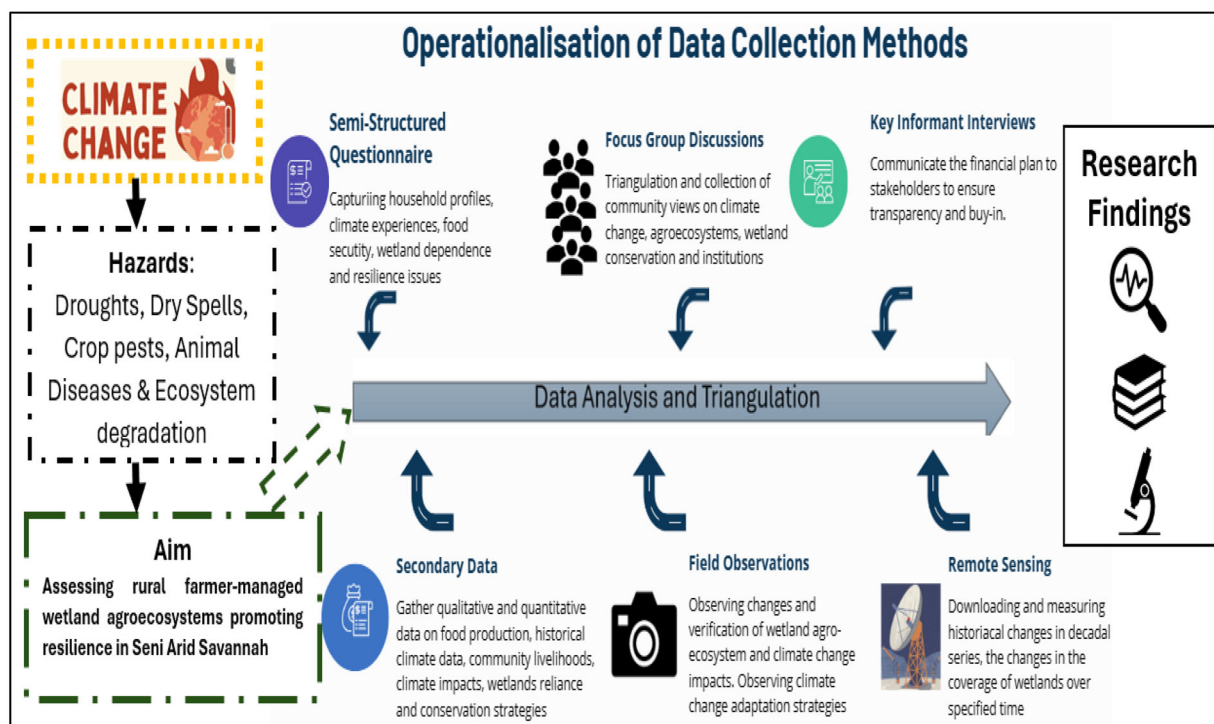 Operationalisation of Data Collection Methods
CLIMATE
CHANGE
Hazards:
Droughts, Dry Spells,
Crop pests, Animal
Diseases & Ecosystem
degradation
Aim
Assessing rural farmer-managed
wetland agroecosystems promoting
resilience in Seni Arid Savannah
Semi-Structured
Questionnaire
Capturiing household profiles,
climate experiences, food
secutity, wetland dependence
and resilience issues
Focus Group Discussions
Triangulation and collection of
community views on climate
change, agroecosystems, wetland
conservation and institutions
Key Informant Interviews
Communicate the financial plan to
stakeholders to ensure
transparency and buy-in.
Data Analysis and Triangulation
Secondary Data
Gather qualitative and quantitative
data on food production, historical
climate data, community livelihoods,
climate impacts, wetlands reliance
and conservation strategies
Field Observations
Observing changes and
verification of wetland agro-
ecosystem and climate change
impacts. Observing climate
change adaptation strategies
Remote Sensing
Downloading and measuring
historiacal changes in decadal
series, the changes in the
coverage of wetlands over
specified time
Research
Findings